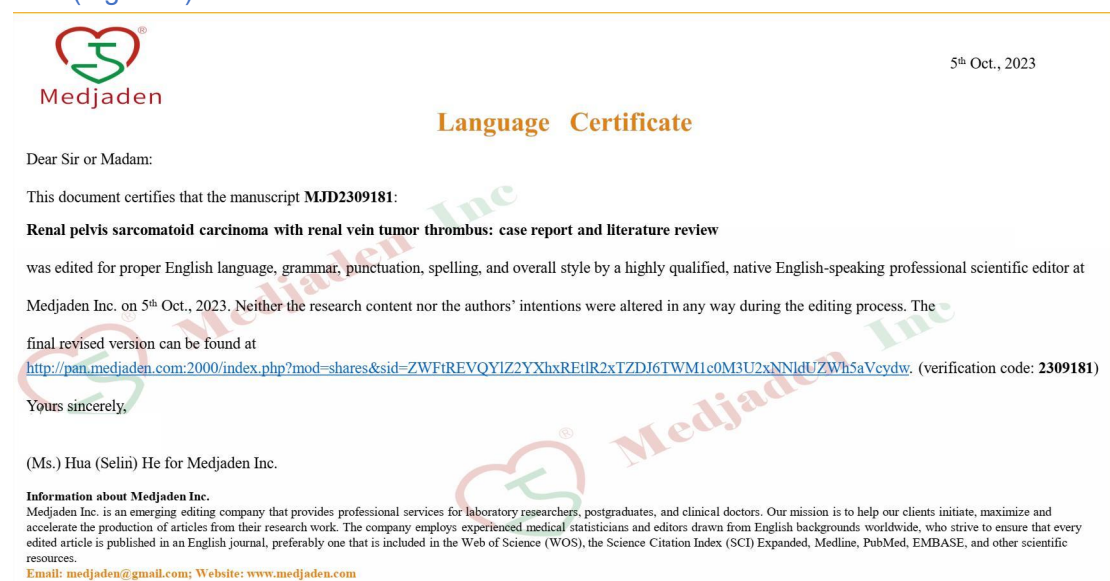 Medjaden
5th Oct., 2023
Language Certificate
Dear Sir or Madam:
This document certifies that the manuscript MJD2309181:
Renal pelvis sarcomatoid carcinoma with renal vein tumor thrombus: case report and literature review
was edited for proper English language, grammar, punctuation, spelling, and overall style by a highly qualified, native English-speaking professional scientific editor at
Medjaden Inc. on 5th Oct., 2023. Neither the research content nor the authors' intentions were altered in any way during the editing process. The
final revised version can be found at
http://pan.medjaden.com:2000/index.php?mod=shares&sid=ZWFtREVQYlZ2YXhxREtlR2xTZDJ6TWM1c0M3U2xNNldUZWh5aVcydw. (verification code: 2309181)
Yours sincerely,
(Ms.) Hua (Selin) He for Medjaden Inc.
Information about Medjaden Inc.
Medjaden Inc. is an emerging editing company that provides professional services for laboratory researchers, postgraduates, and clinical doctors. Our mission is to help our clients initiate, maximize and
accelerate the production of articles from their research work. The company employs experienced medical statisticians and editors drawn from English backgrounds worldwide, who strive to ensure that every
edited article is published in an English journal, preferably one that is included in the Web of Science (WOS), the Science Citation Index (SCI) Expanded, Medline, PubMed, EMBASE, and other scientific
resources.
Email: medjaden@gmail.com; Website: www.medjaden.com
Medjaden Inc
Medjaden Inc